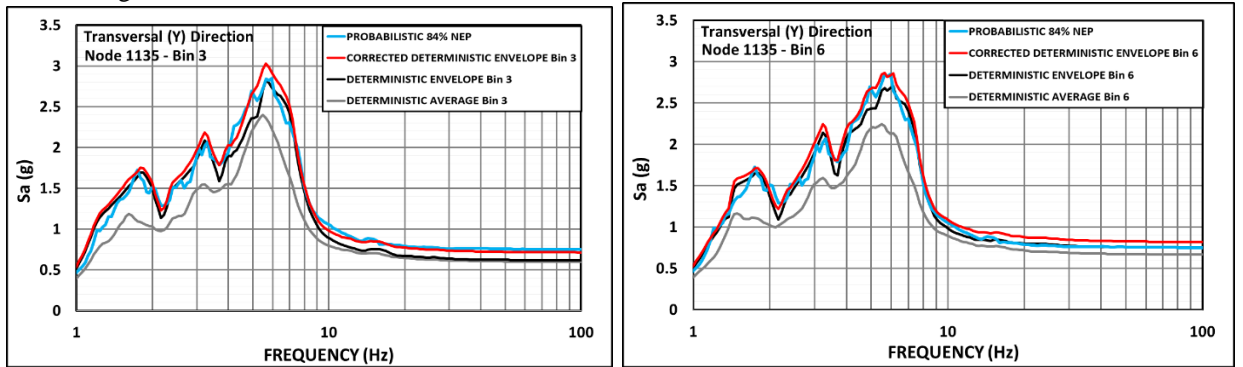 3.5
3
2.5
2
1.5
1
0.5
0
Sa (g)
Transversal (Y) Direction
Node 1135 - Bin 3
PROBABILISTIC 84% NEP
CORRECTED DETERMINISTIC ENVELOPE Bin 3
DETERMINISTIC ENVELOPE Bin 3
DETERMINISTIC AVERAGE Bin 3
1 10 100
FREQUENCY (Hz)
3.5
3
2.5
2
1.5
1
0.5
0
Sa (g)
Transversal (Y) Direction
Node 1135 - Bin 6
PROBABILISTIC 84% NEP
CORRECTED DETERMINISTIC ENVELOPE Bin 6
DETERMINISTIC ENVELOPE Bin 6
DETERMINISTIC AVERAGE Bin 6
1 10 100
FREQUENCY (Hz)